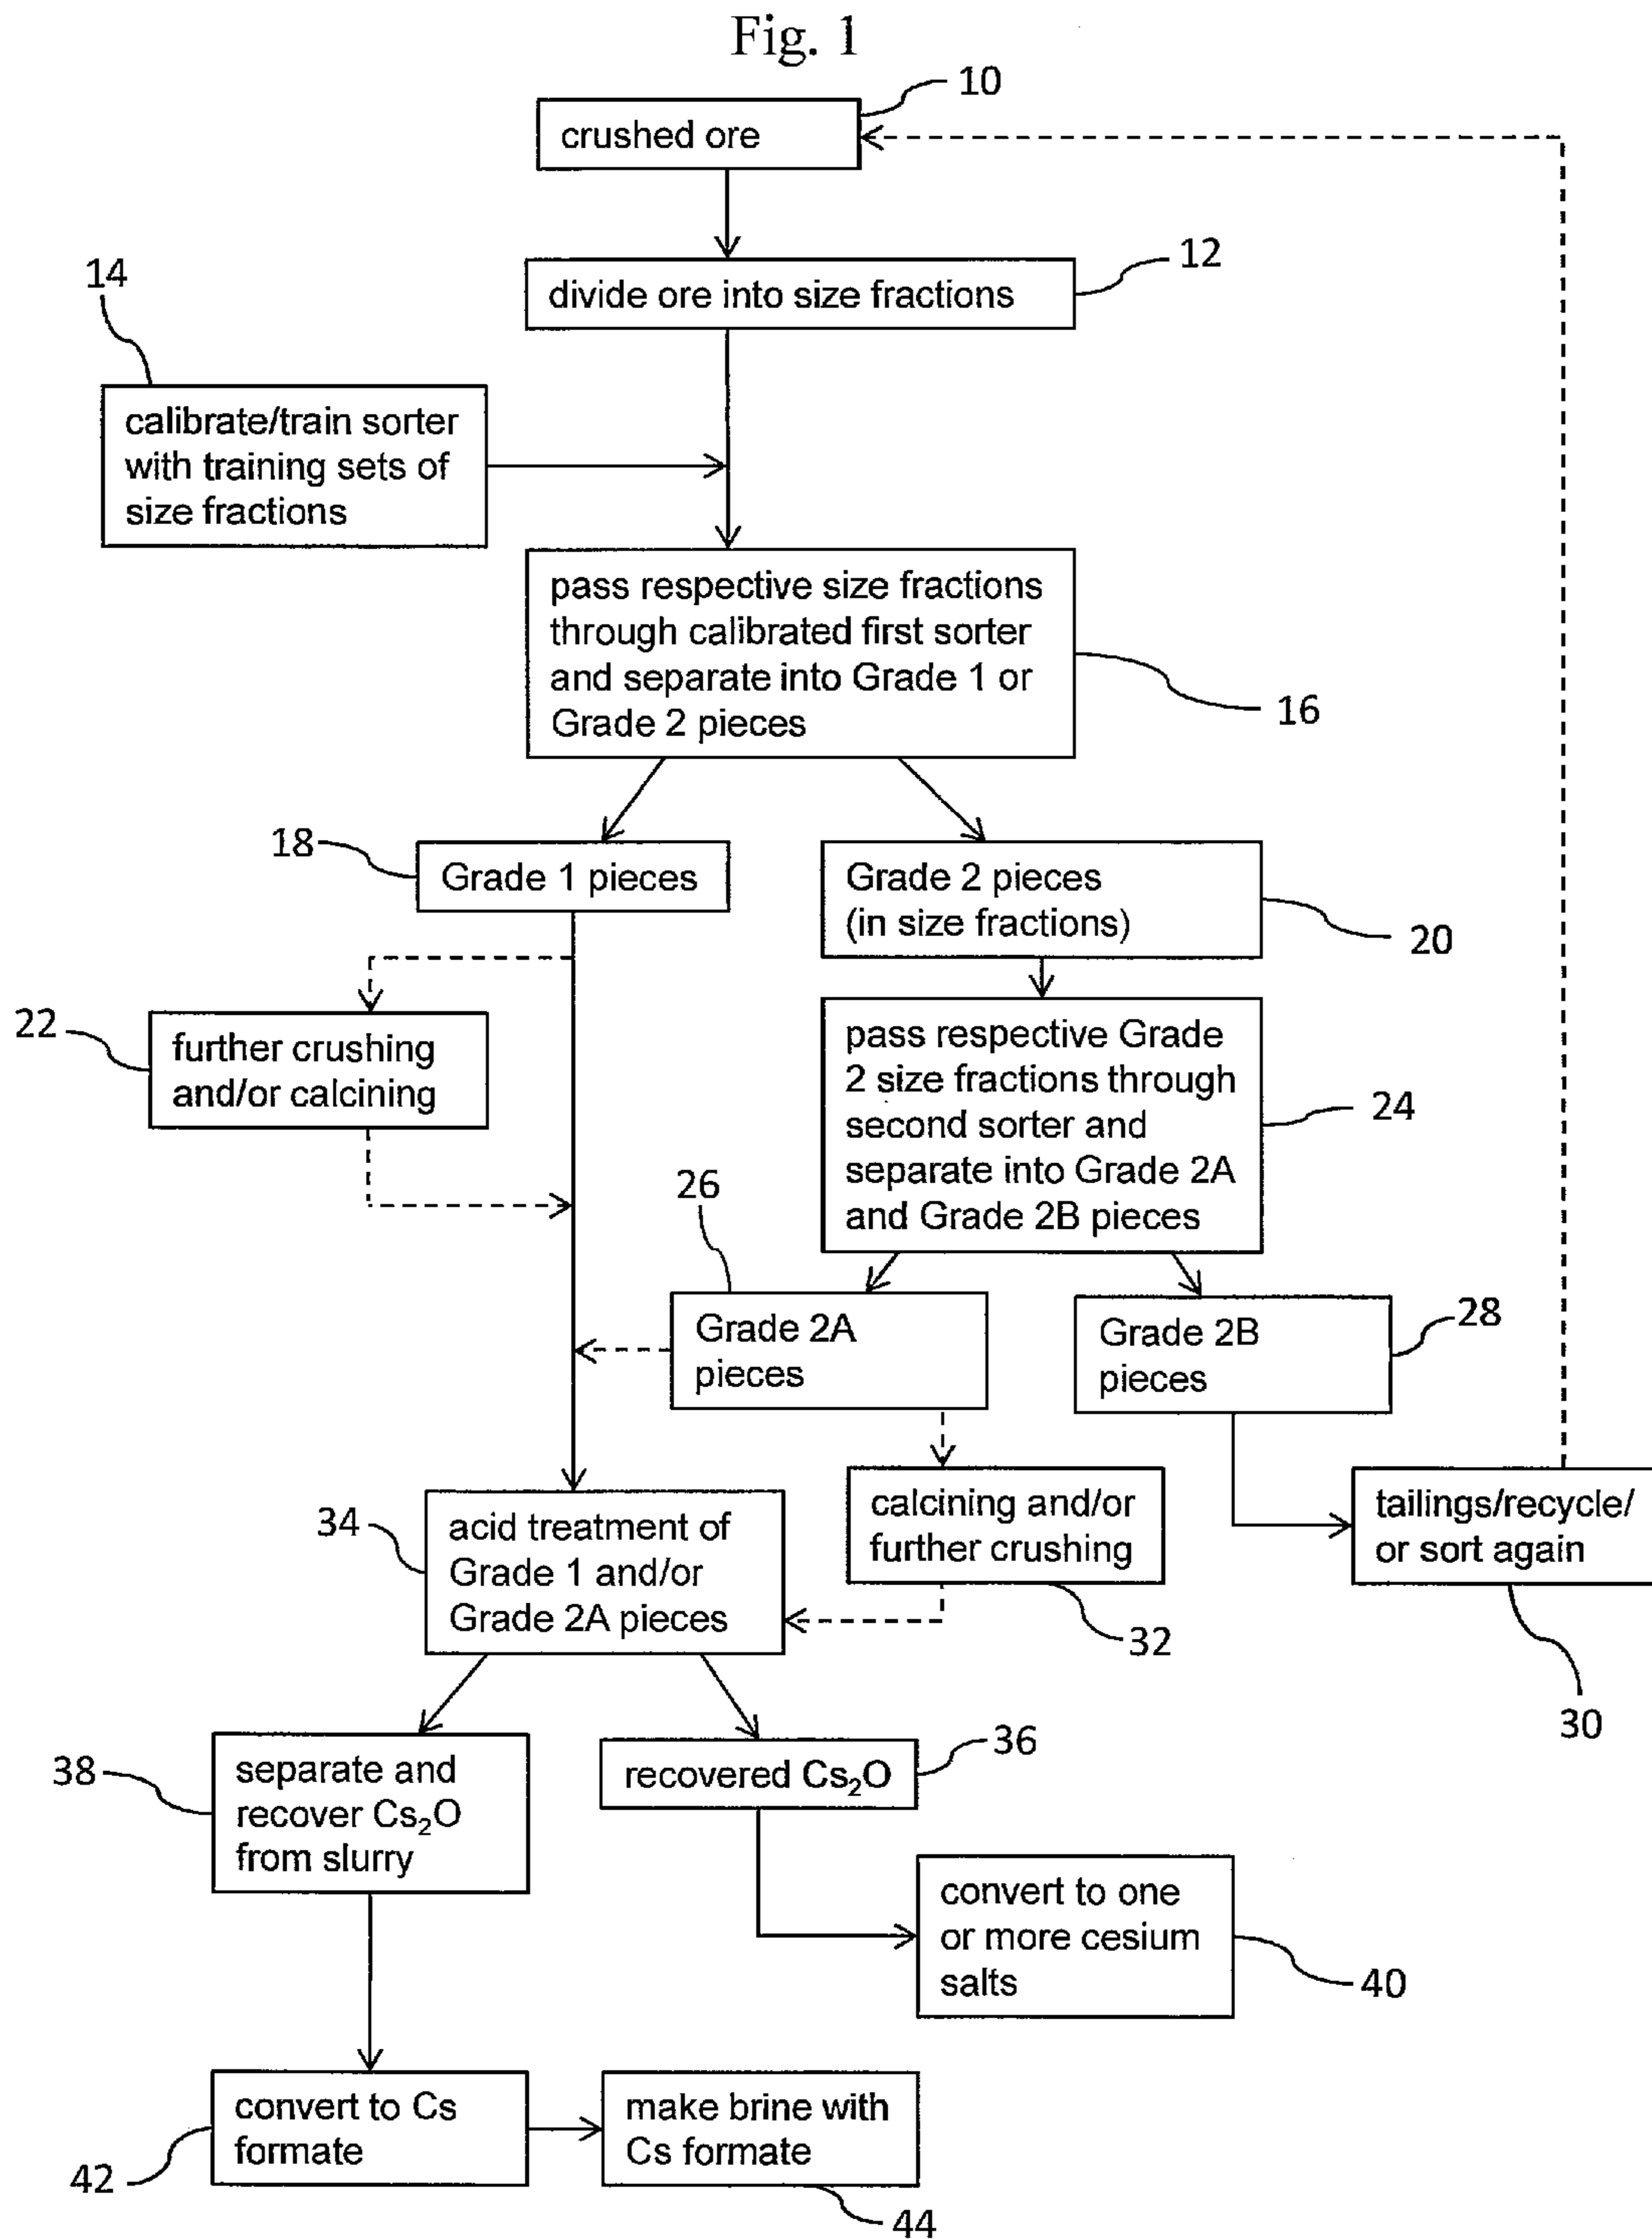 Fig. 1
10
crushed ore
12
divide ore into size fractions
14
calibrate/train sorter
with training sets of
size fractions
pass respective size fractions
through calibrated first sorter
and separate into Grade 1 or
Grade 2 pieces
16
18
Grade 1 pieces
Grade 2 pieces
(in size fractions)
20
22
further crushing
and/or calcining
pass respective Grade
2 size fractions through
second sorter and
separate into Grade 2A
and Grade 2B pieces
24
26
Grade 2A
pieces
Grade 2B
pieces
28
34
acid treatment of
Grade 1 and/or
Grade 2A pieces
calcining and/or
further crushing
32
tailings/recycle/
or sort again
30
38
separate and
recover Cs₂O
from slurry
recovered Cs₂O
36
convert to one
or more cesium
salts
40
convert to Cs
formate
42
make brine with
Cs formate
44